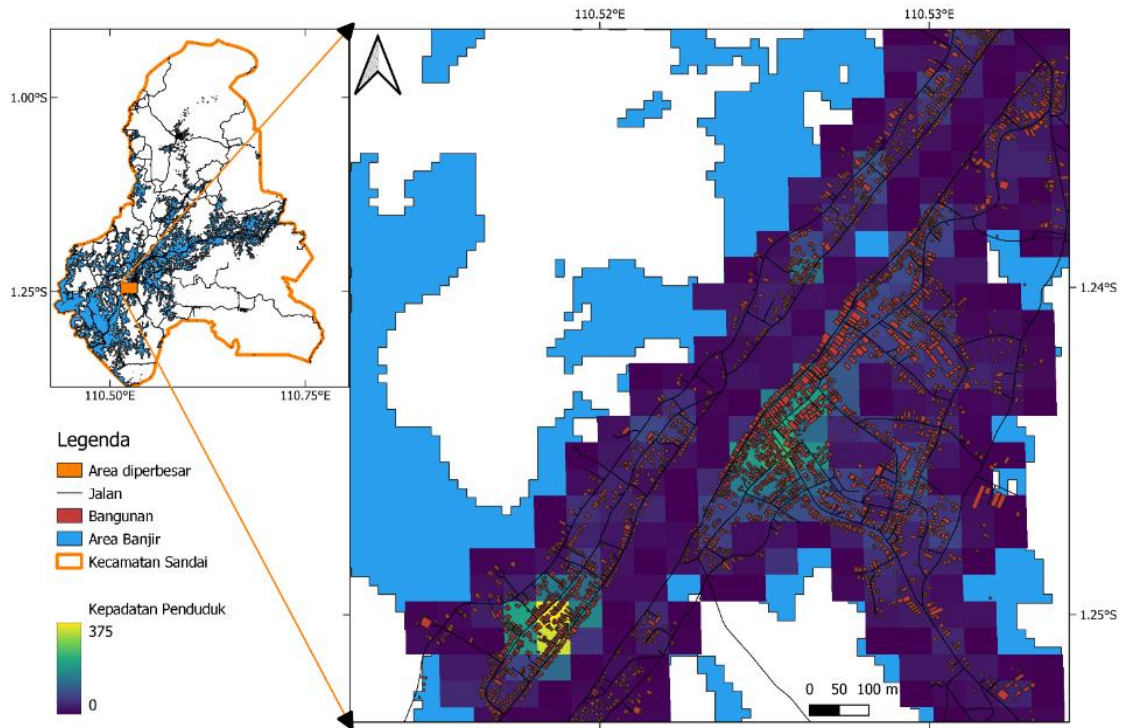 110.52°E 110.53°E
1.00°S
1.25°S
110.50°E 110.75°E
1.24°S
1.25°S
Legenda
Area diperbesar
Jalan
Bangunan
Area Banjir
Kecamatan Sandai
Kepadatan Penduduk
375
0
0 50 100 m